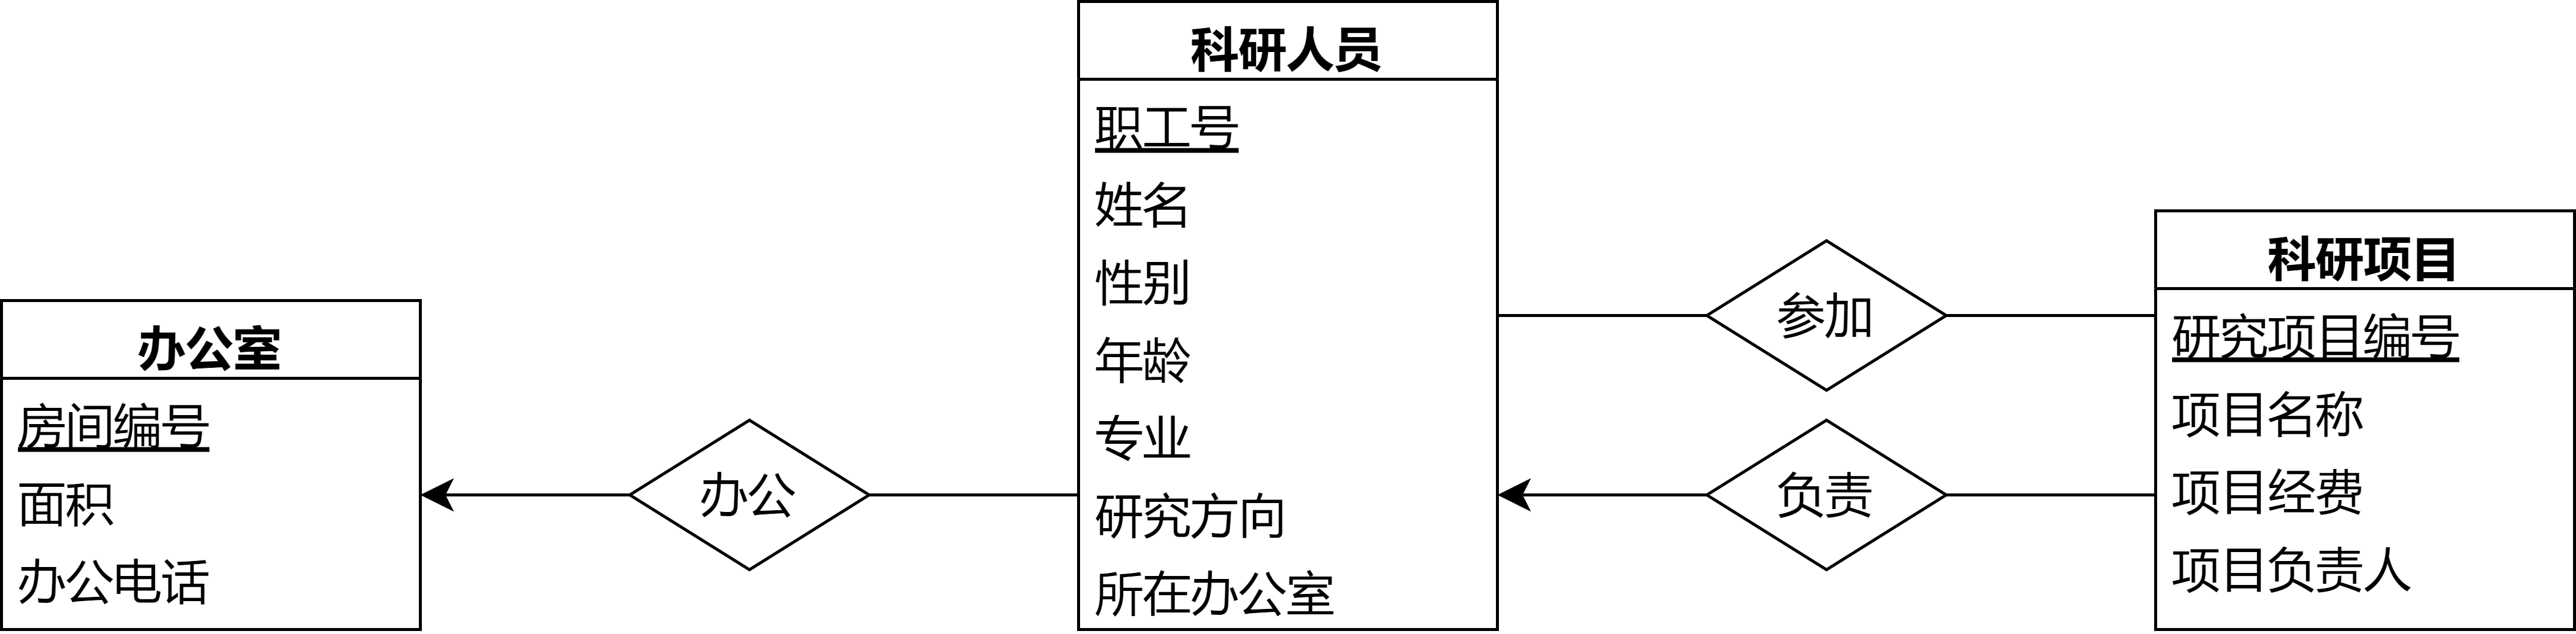 办公室
房间编号
面积
办公电话
办公
科研人员
职工号
姓名
性别
年龄
专业
研究方向
所在办公室
参加
负责
科研项目
研究项目编号
项目名称
项目经费
项目负责人